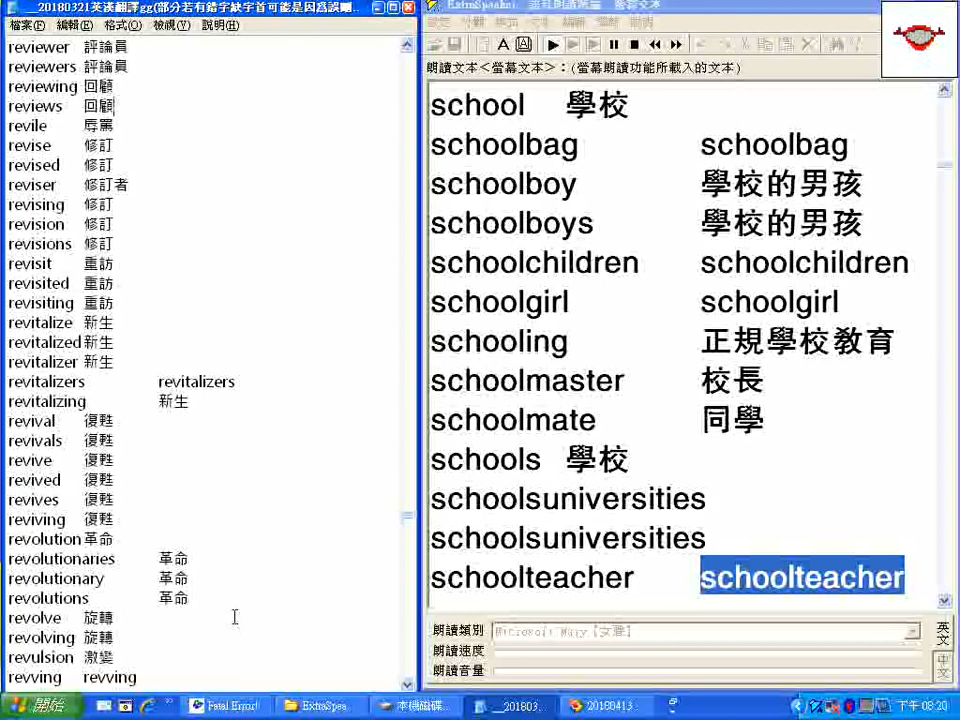 __20180321英漢翻譯gg(部分若有錯字缺字首可能是因為誤刪
檔案(F) 編輯(E) 格式(O) 檢視(V) 說明(H)
reviewer 評論員
reviewers 評論員
reviewing 回顧
reviews 回顧
revile 辱罵
revise 修訂
revised 修訂
reviser 修訂者
revising 修訂
revision 修訂
revisions 修訂
revisit 重訪
revisited 重訪
revisiting 重訪
revitalize 新生
revitalized 新生
revitalizer 新生
revitalizers revitalizers
revitalizing 新生
revival 復甦
revivals 復甦
revive 復甦
revived 復甦
revives 復甦
reviving 復甦
revolution 革命
revolutionaries 革命
revolutionary 革命
revolutions 革命
revolve 旋轉
revolving 旋轉
revulsion 激變
revving revving
朗讀文本<螢幕文本>：(螢幕朗讀功能所載入的文本)
school 學校
schoolbag schoolbag
schoolboy 學校的男孩
schoolboys 學校的男孩
schoolchildren schoolchildren
schoolgirl schoolgirl
schooling 正規學校教育
schoolmaster 校長
schoolmate 同學
schools 學校
schoolsuniversities
schoolsuniversities
schoolteacher schoolteacher
朗讀類別 Microsoft Mary【女聲】
朗讀速度
朗讀音量
英文
中文
開始 Fatal Error! ExtraSpea... 本機磁碟... __201803... 20180413... 下午 08:20